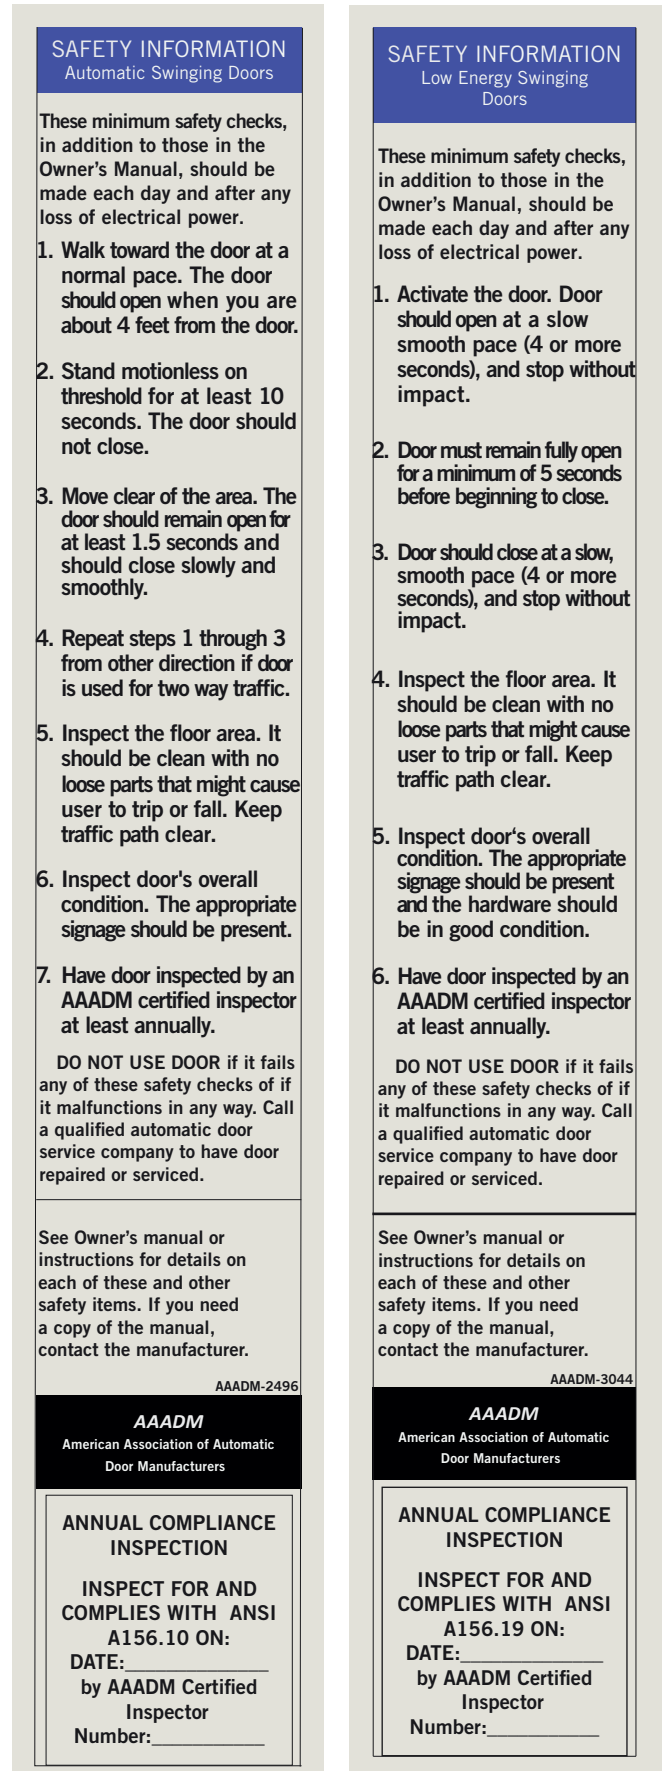 SAFETY INFORMATION
Automatic Swinging Doors
These minimum safety checks,
in addition to those in the
Owner’s Manual, should be
made each day and after any
loss of electrical power.
1. Walk toward the door at a
normal pace. The door
should open when you are
about 4 feet from the door.
2. Stand motionless on
threshold for at least 10
seconds. The door should
not close.
3. Move clear of the area. The
door should remain open for
at least 1.5 seconds and
should close slowly and
smoothly.
4. Repeat steps 1 through 3
from other direction if door
is used for two way traffic.
5. Inspect the floor area. It
should be clean with no
loose parts that might cause
user to trip or fall. Keep
traffic path clear.
6. Inspect door's overall
condition. The appropriate
signage should be present.
7. Have door inspected by an
AAADM certified inspector
at least annually.
DO NOT USE DOOR if it fails
any of these safety checks of if
it malfunctions in any way. Call
a qualified automatic door
service company to have door
repaired or serviced.
See Owner’s manual or
instructions for details on
each of these and other
safety items. If you need
a copy of the manual,
contact the manufacturer.
AAADM-2496
AAADM
American Association of Automatic
Door Manufacturers
ANNUAL COMPLIANCE
INSPECTION
INSPECT FOR AND
COMPLIES WITH ANSI
A156.10 ON:
DATE:______________
by AAADM Certified
Inspector
Number:___________
SAFETY INFORMATION
Low Energy Swinging
Doors
These minimum safety checks,
in addition to those in the
Owner’s Manual, should be
made each day and after any
loss of electrical power.
1. Activate the door. Door
should open at a slow
smooth pace (4 or more
seconds), and stop without
impact.
2. Door must remain fully open
for a minimum of 5 seconds
before beginning to close.
3. Door should close at a slow,
smooth pace (4 or more
seconds), and stop without
impact.
4. Inspect the floor area. It
should be clean with no
loose parts that might cause
user to trip or fall. Keep
traffic path clear.
5. Inspect door‘s overall
condition. The appropriate
signage should be present
and the hardware should
be in good condition.
6. Have door inspected by an
AAADM certified inspector
at least annually.
DO NOT USE DOOR if it fails
any of these safety checks of if
it malfunctions in any way. Call
a qualified automatic door
service company to have door
repaired or serviced.
See Owner’s manual or
instructions for details on
each of these and other
safety items. If you need
a copy of the manual,
contact the manufacturer.
AAADM-3044
AAADM
American Association of Automatic
Door Manufacturers
ANNUAL COMPLIANCE
INSPECTION
INSPECT FOR AND
COMPLIES WITH ANSI
A156.19 ON:
DATE:______________
by AAADM Certified
Inspector
Number:___________